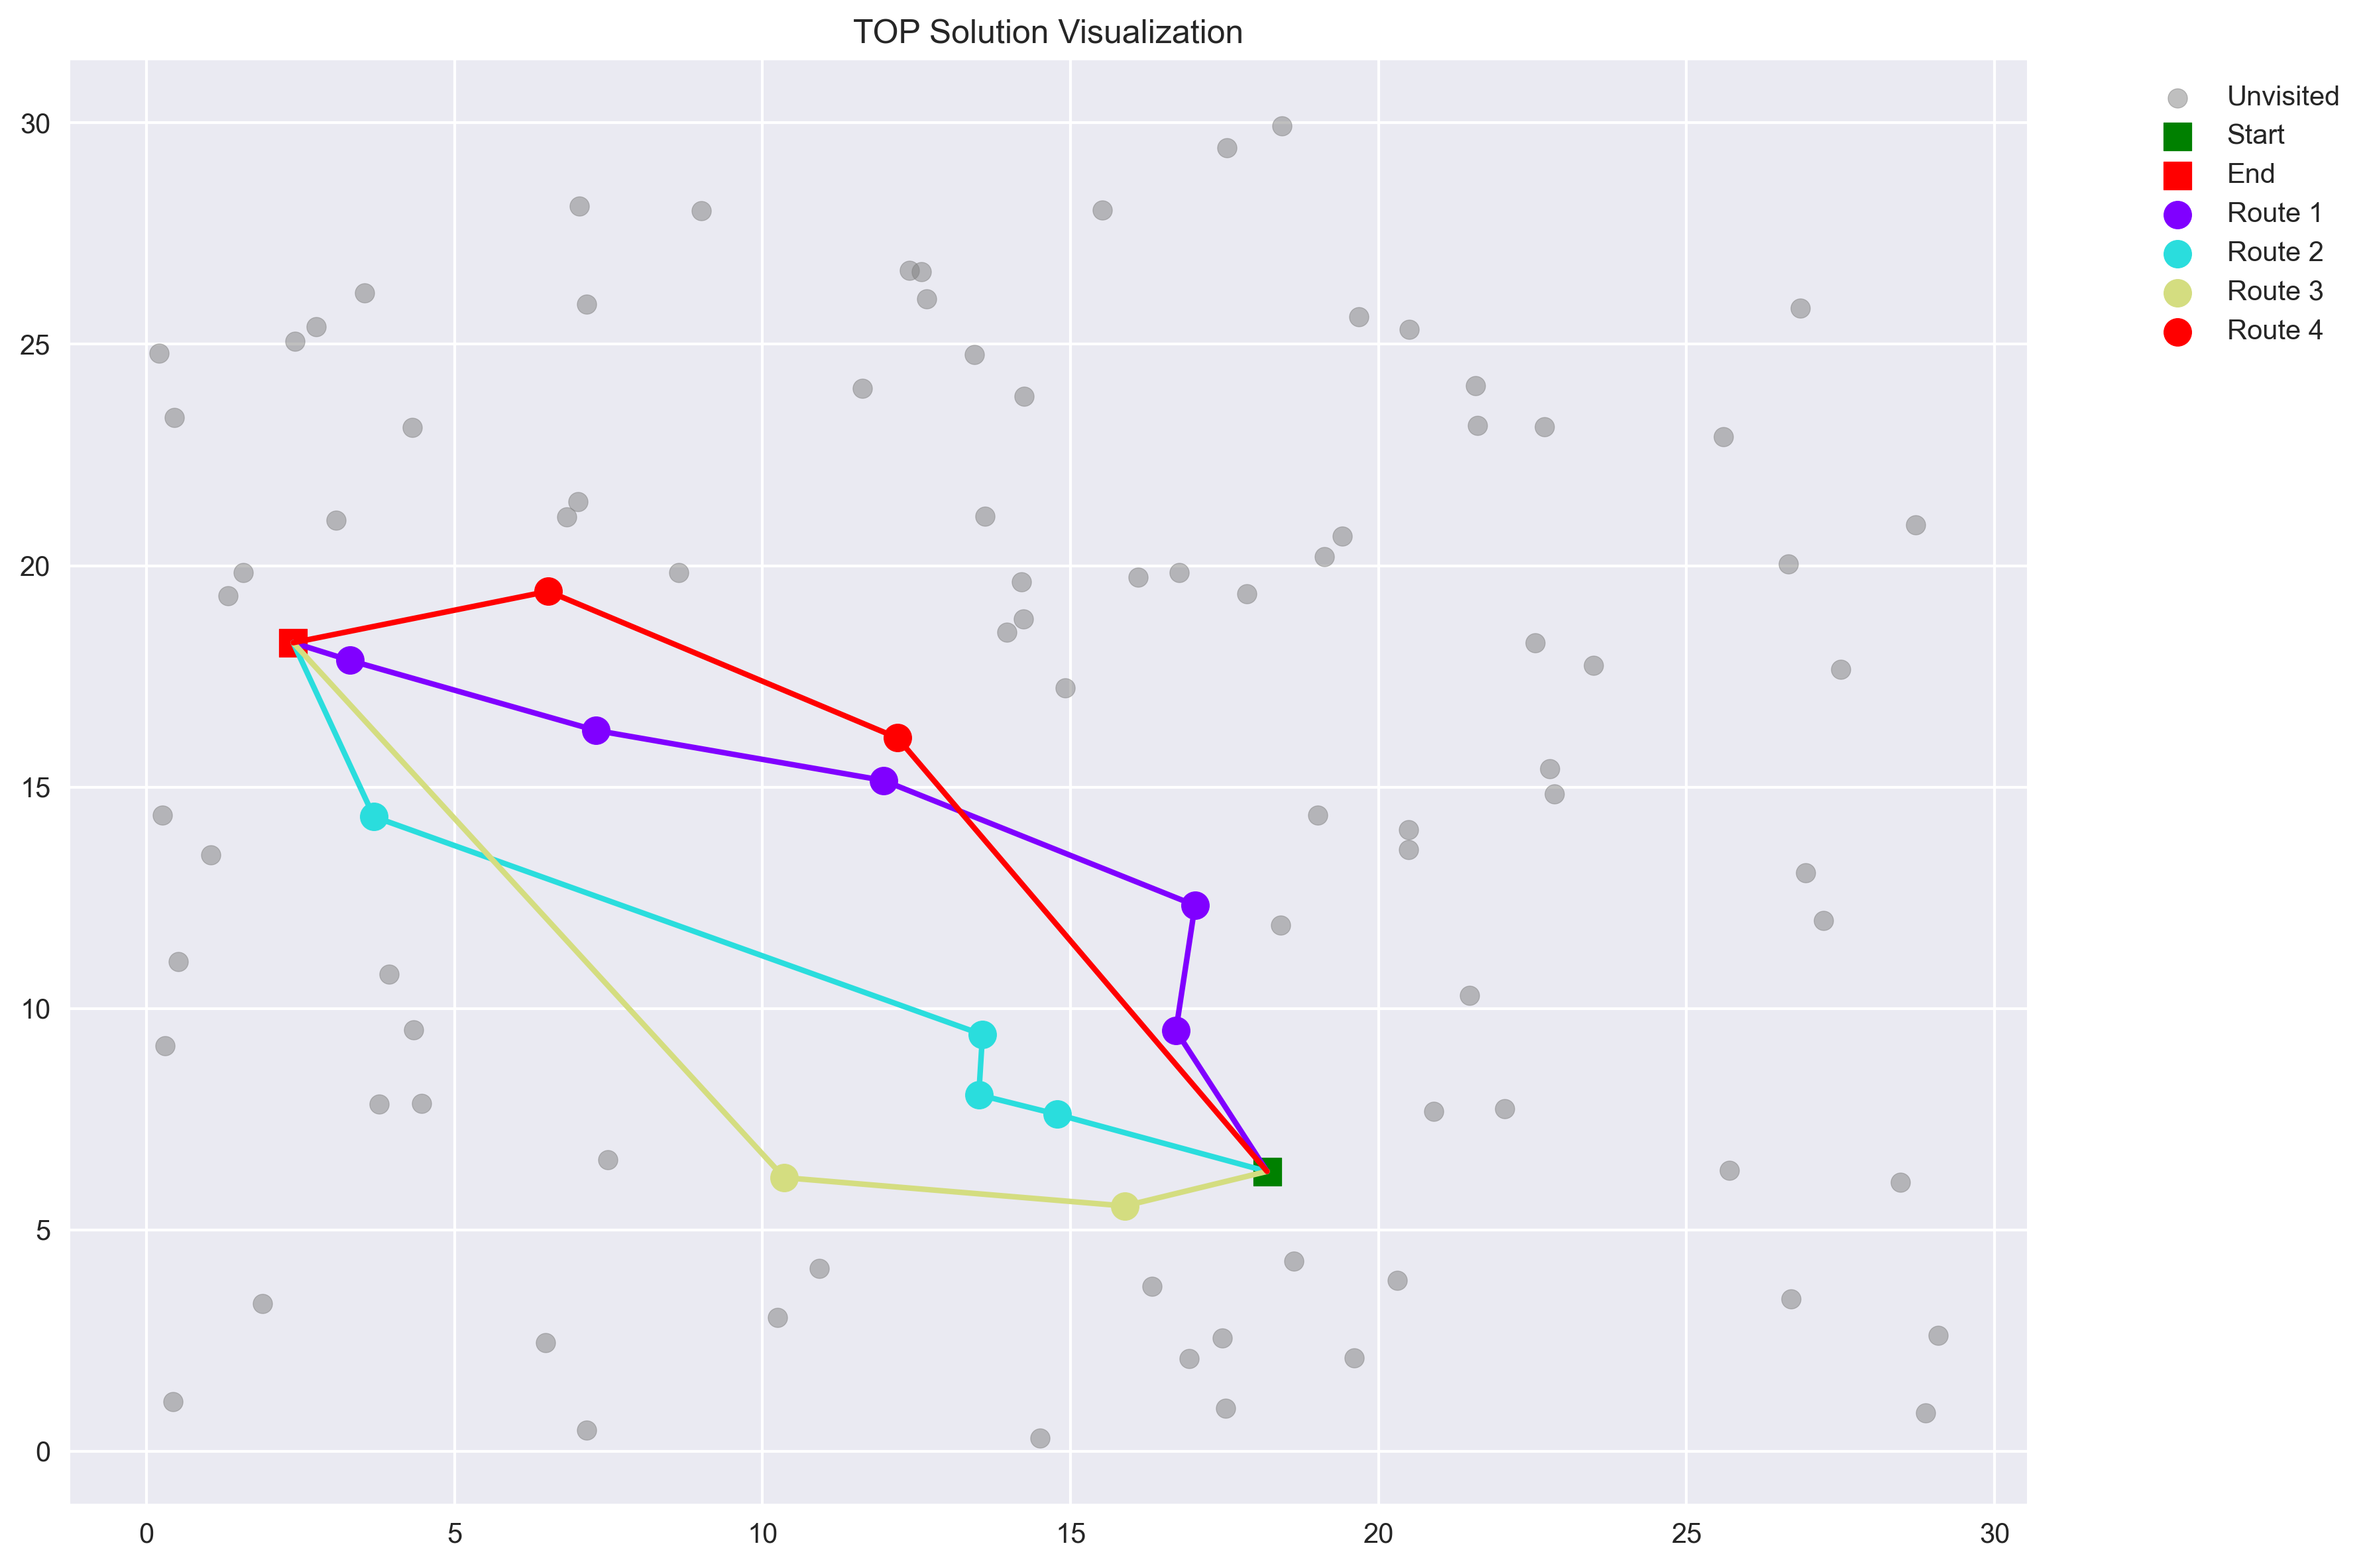 TOP Solution Visualization
Unvisited
Start
End
Route 1
Route 2
Route 3
Route 4
30
25
20
15
10
5
0
0 5 10 15 20 25 30